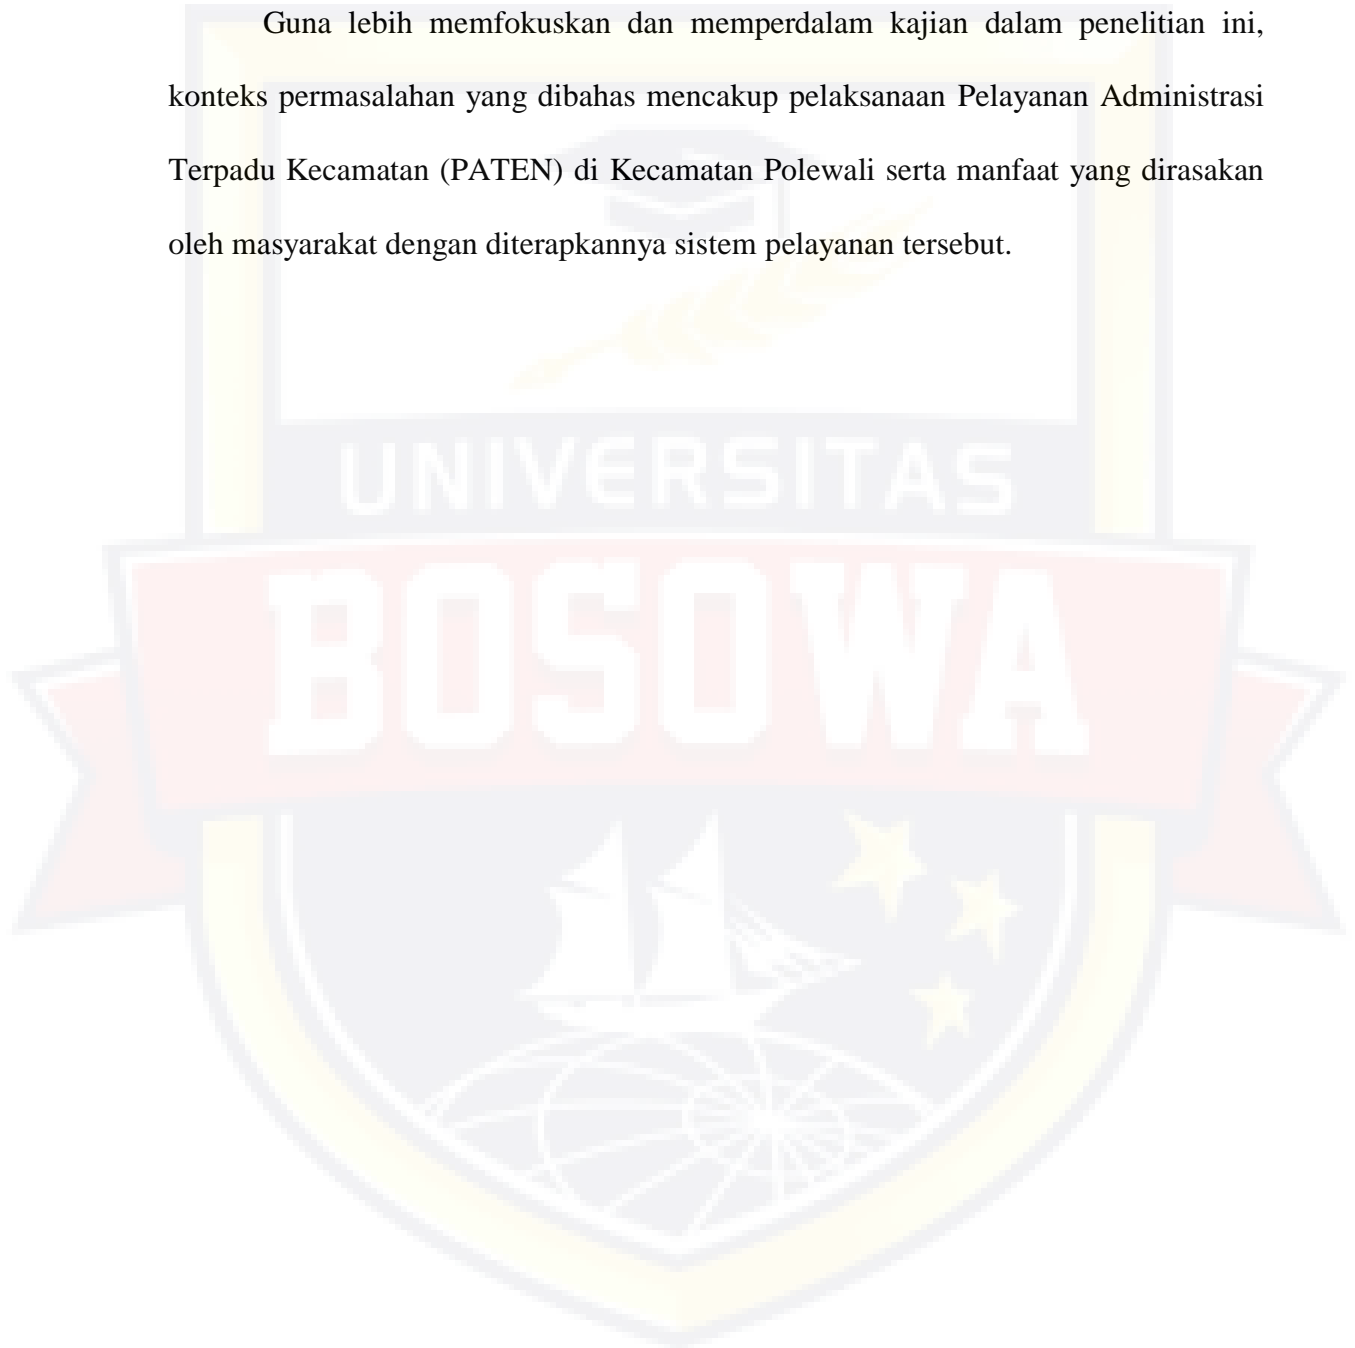 Guna lebih memfokuskan dan memperdalam kajian dalam penelitian ini,
konteks permasalahan yang dibahas mencakup pelaksanaan Pelayanan Administrasi
Terpadu Kecamatan (PATEN) di Kecamatan Polewali serta manfaat yang dirasakan
oleh masyarakat dengan diterapkannya sistem pelayanan tersebut.
UNIVERSITAS
BOSOWA